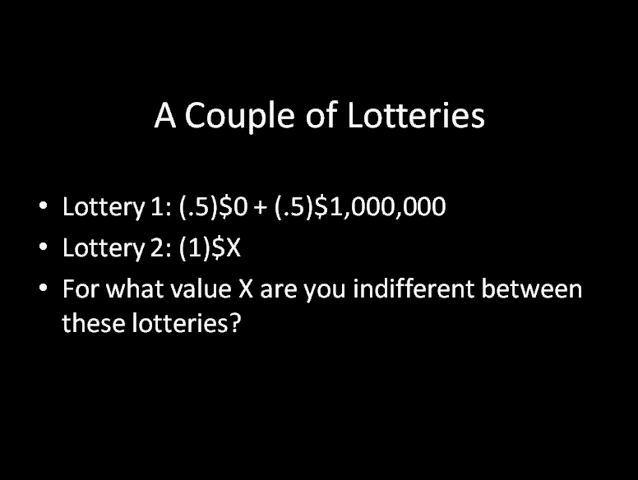 A Couple of Lotteries
• Lottery 1: (.5)$0 + (.5)$1,000,000
• Lottery 2: (1)$X
• For what value X are you indifferent between
these lotteries?